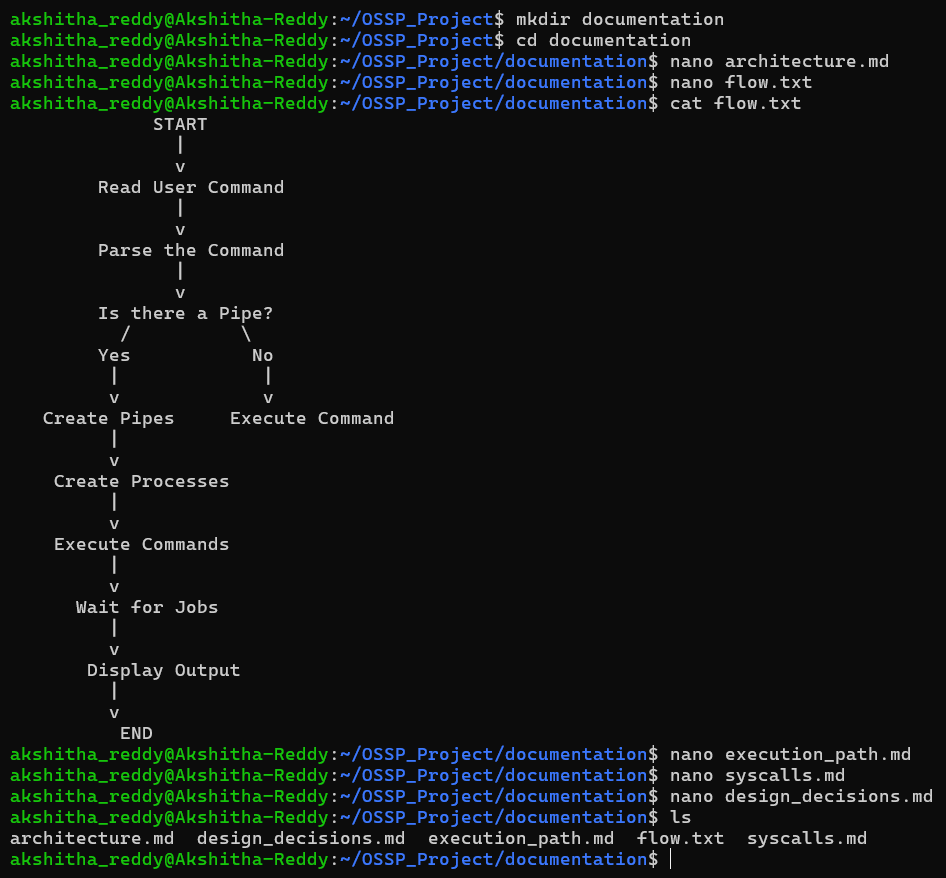 akshitha_reddy@Akshitha-Reddy:~/OSSP_Project$ mkdir documentation
akshitha_reddy@Akshitha-Reddy:~/OSSP_Project$ cd documentation
akshitha_reddy@Akshitha-Reddy:~/OSSP_Project/documentation$ nano architecture.md
akshitha_reddy@Akshitha-Reddy:~/OSSP_Project/documentation$ nano flow.txt
akshitha_reddy@Akshitha-Reddy:~/OSSP_Project/documentation$ cat flow.txt
             START
               |
               v
        Read User Command
               |
               v
        Parse the Command
               |
               v
        Is there a Pipe?
          /          \
        Yes           No
         |             |
         v             v
   Create Pipes     Execute Command
         |
         v
    Create Processes
         |
         v
    Execute Commands
         |
         v
      Wait for Jobs
         |
         v
       Display Output
         |
         v
          END
akshitha_reddy@Akshitha-Reddy:~/OSSP_Project/documentation$ nano execution_path.md
akshitha_reddy@Akshitha-Reddy:~/OSSP_Project/documentation$ nano syscalls.md
akshitha_reddy@Akshitha-Reddy:~/OSSP_Project/documentation$ nano design_decisions.md
akshitha_reddy@Akshitha-Reddy:~/OSSP_Project/documentation$ ls
architecture.md  design_decisions.md  execution_path.md  flow.txt  syscalls.md
akshitha_reddy@Akshitha-Reddy:~/OSSP_Project/documentation$